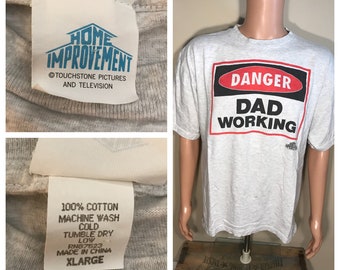 HOME
IMPROVEMENT
©TOUCHSTONE PICTURES
AND TELEVISION
100% COTTON
MACHINE WASH
COLD
TUMBLE DRY
LOW
RN87623
MADE IN CHINA
XLARGE
DANGER
DAD
WORKING